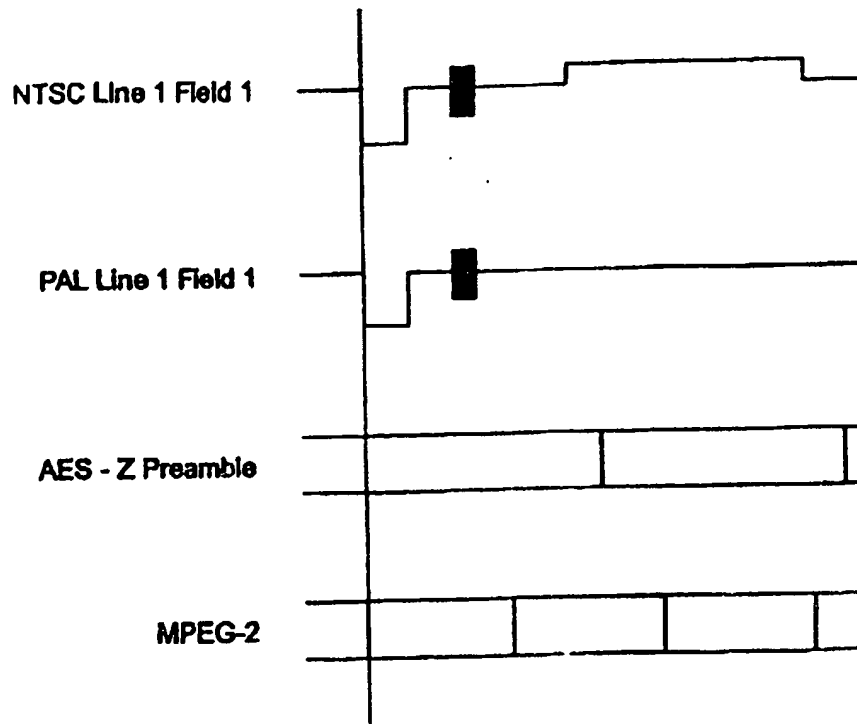 NTSC Line 1 Field 1
PAL Line 1 Field 1
AES - Z Preamble
MPEG-2